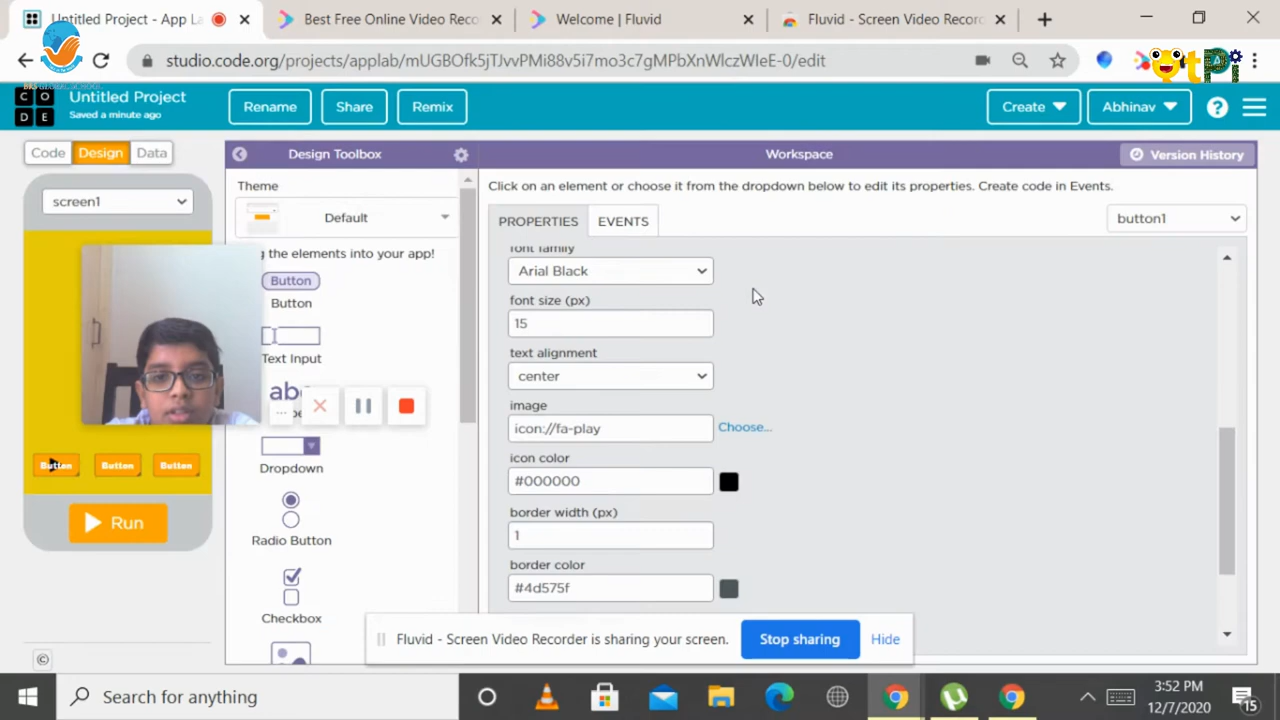 Untitled Project - App La
Best Free Online Video Reco
Welcome | Fluvid
Fluvid - Screen Video Record
studio.code.org/projects/applab/mUGBOfk5jTJwPMi88v5i7mo3c7gMPbXnWlczWIeE-0/edit
tPi
C O
D E
Untitled Project
Saved a minute ago
Rename
Share
Remix
Create
Abhinav
?
Code
Design
Data
Design Toolbox
Workspace
Version History
screen1
Theme
Default
Click on an element or choose it from the dropdown below to edit its properties. Create code in Events.
PROPERTIES
EVENTS
button1
g the elements into your app!
Button
Button
Text Input
Dropdown
Radio Button
Checkbox
font family
Arial Black
font size (px)
15
text alignment
center
image
icon://fa-play
Choose...
icon color
#000000
border width (px)
1
border color
#4d575f
Button
Button
Button
Run
Fluvid - Screen Video Recorder is sharing your screen.
Stop sharing
Hide
©
Search for anything
3:52 PM
12/7/2020
15